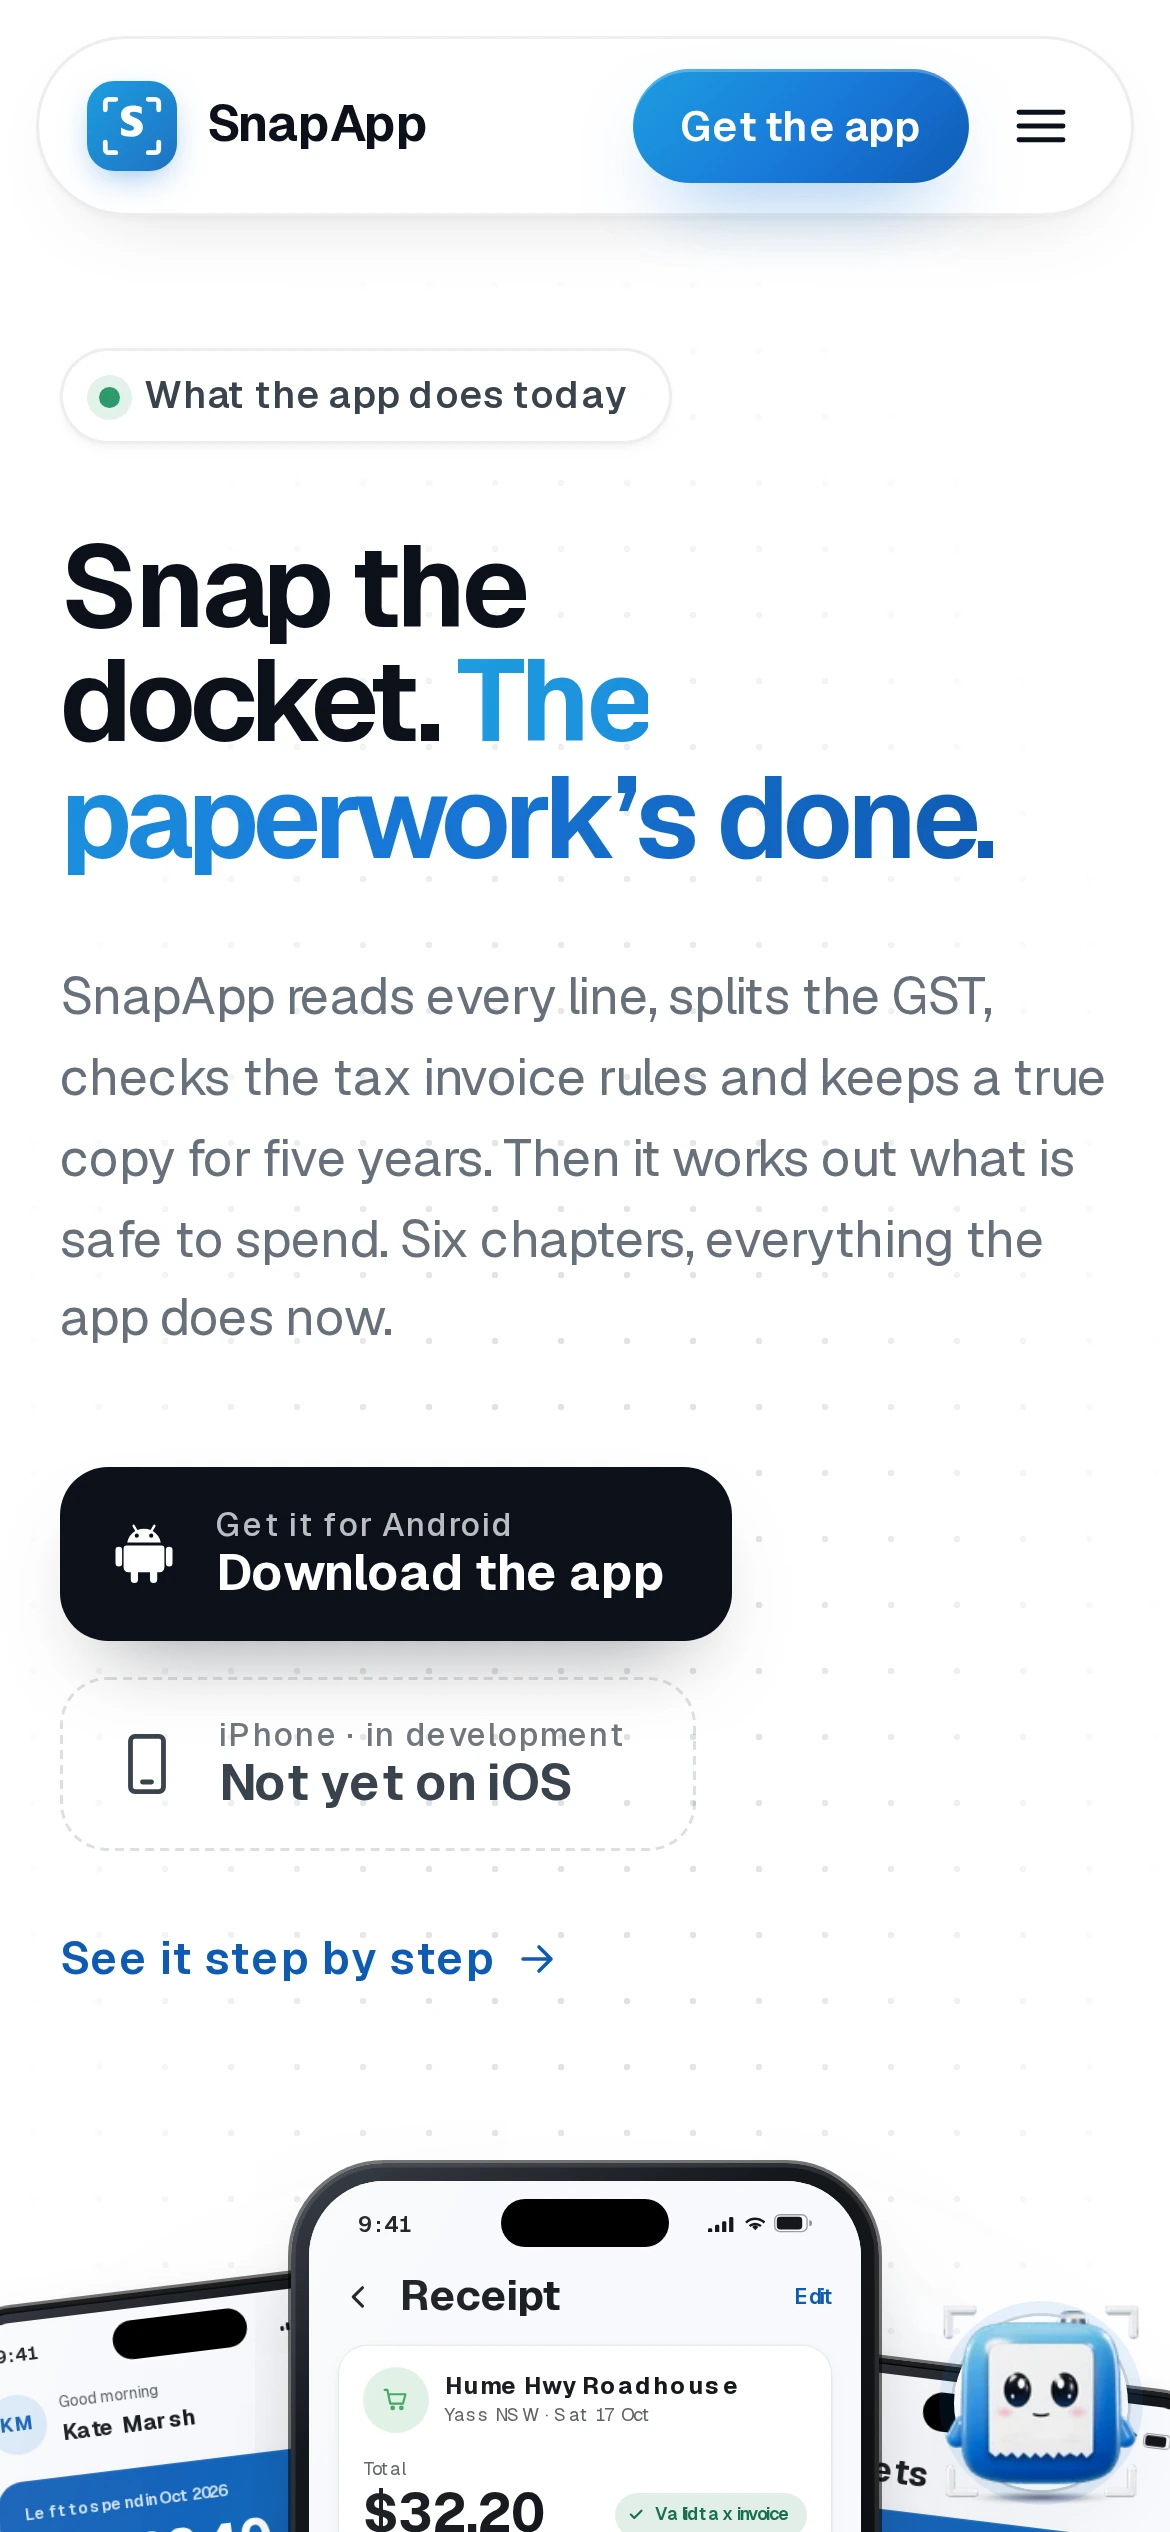 SnapApp
Get the app
What the app does today
Snap the
docket. The
paperwork’s done.
SnapApp reads every line, splits the GST,
checks the tax invoice rules and keeps a true
copy for five years. Then it works out what is
safe to spend. Six chapters, everything the
app does now.
Get it for Android
Download the app
iPhone · in development
Not yet on iOS
See it step by step
9:41
Receipt
Edit
Hume Hwy Roadhouse
Yass NSW · Sat 17 Oct
Total
$32.20
Valid tax invoice
9:41
Good morning
KM
Kate Marsh
Left to spend in Oct 2026